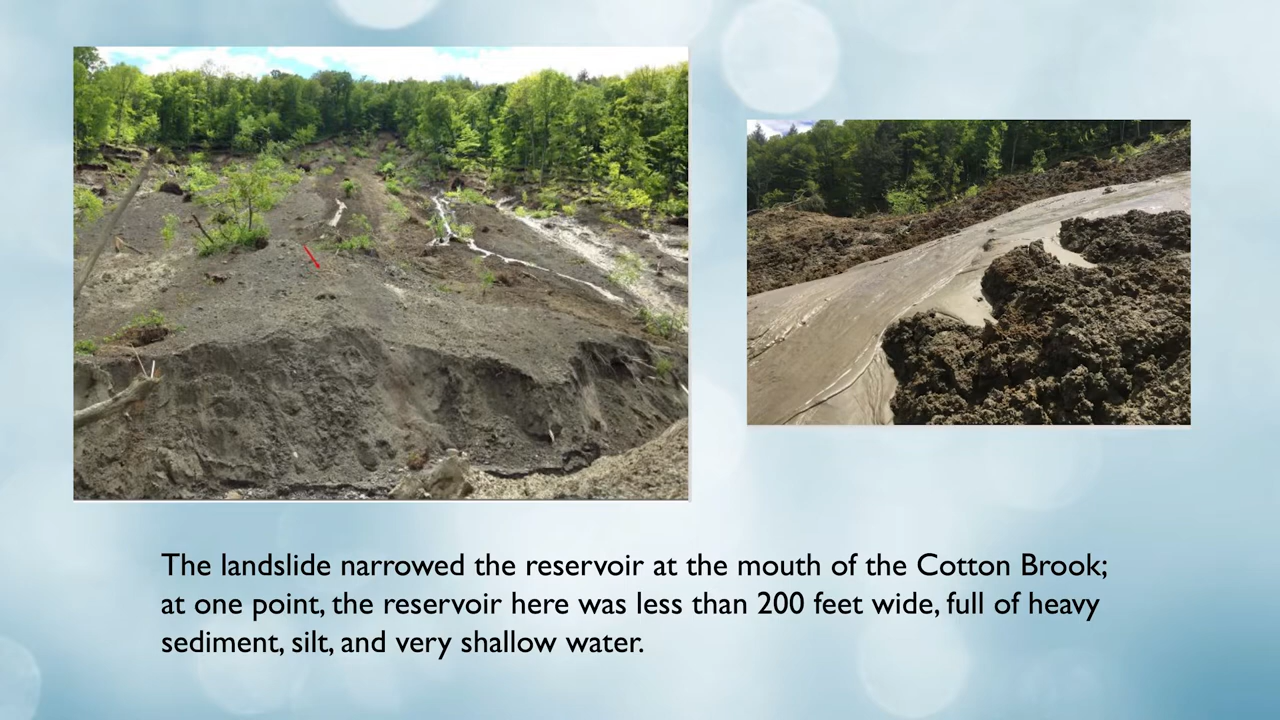 The landslide narrowed the reservoir at the mouth of the Cotton Brook;
at one point, the reservoir here was less than 200 feet wide, full of heavy
sediment, silt, and very shallow water.